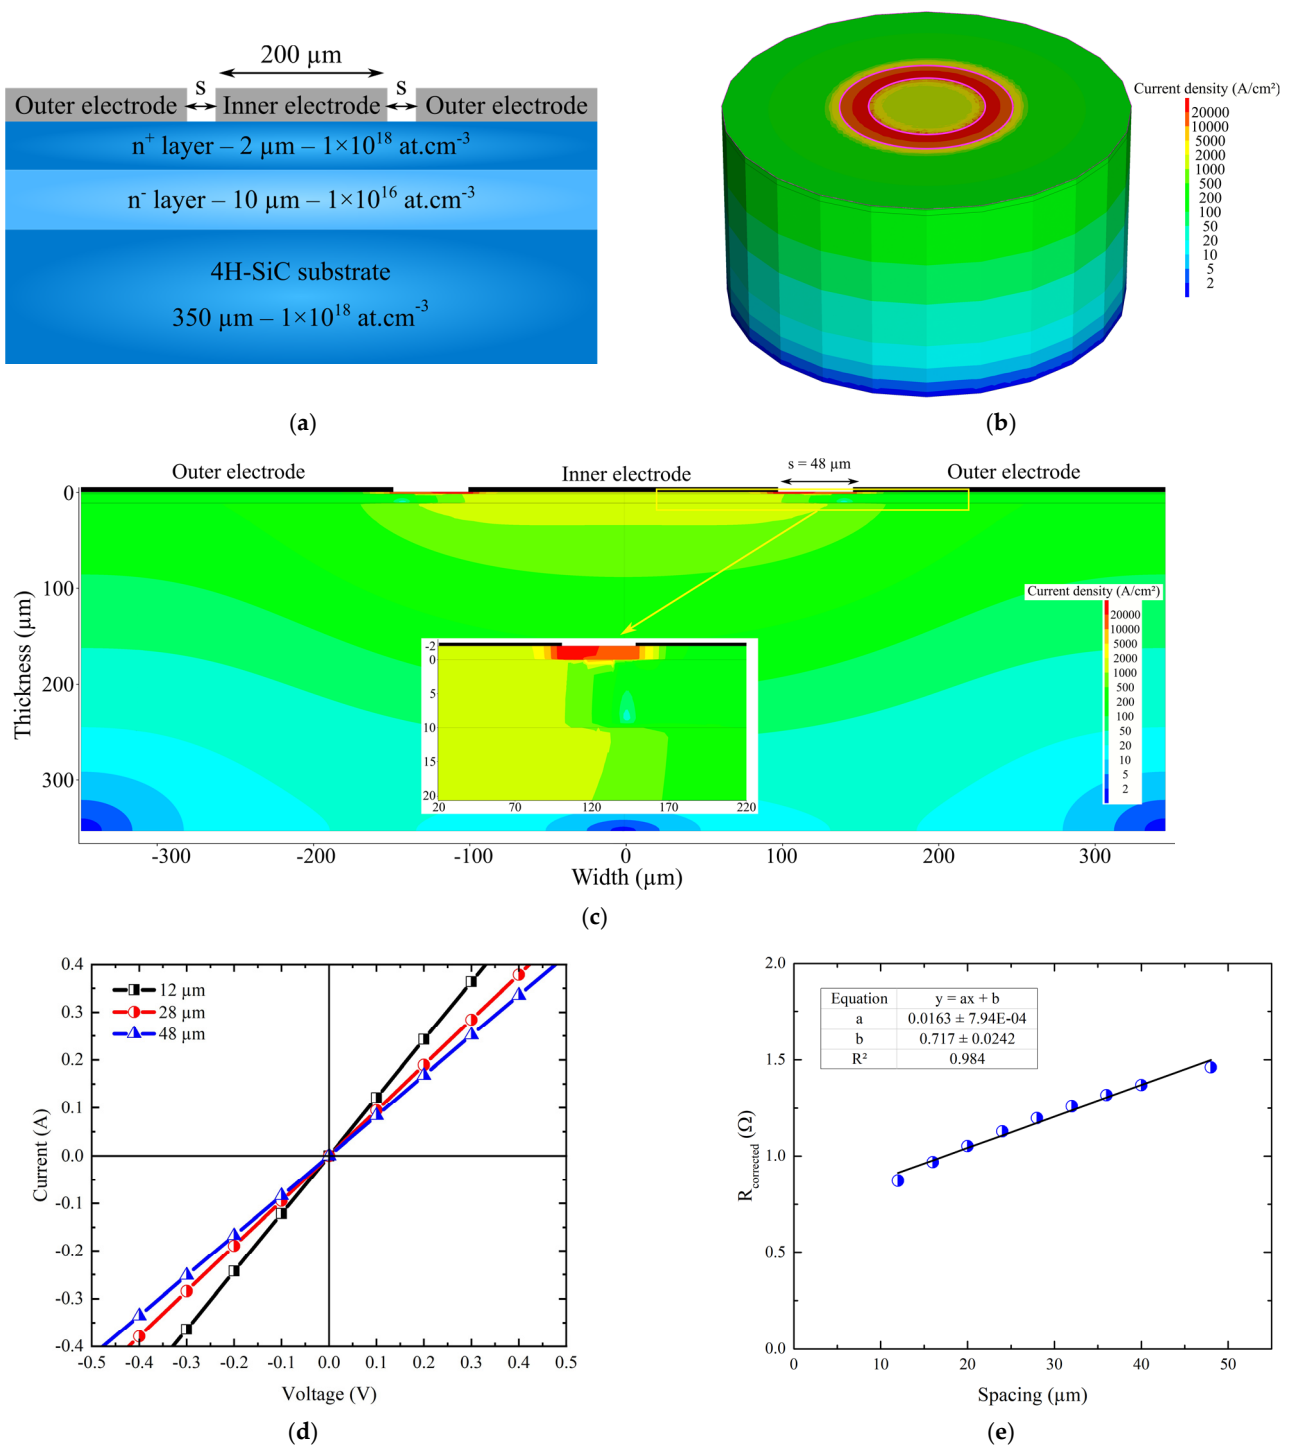 200 µm
s
s
Outer electrode
Inner electrode
Outer electrode
n+ layer – 2 µm – 1×10^18 at.cm^-3
n- layer – 10 µm – 1×10^16 at.cm^-3
4H-SiC substrate
350 µm – 1×10^18 at.cm^-3
(a)
Current density (A/cm²)
20000
10000
5000
2000
1000
500
200
100
50
20
10
5
2
(b)
Outer electrode
Inner electrode
s = 48 µm
Outer electrode
0
100
200
300
Thickness (µm)
Current density (A/cm²)
20000
10000
5000
2000
1000
500
200
100
50
20
10
5
2
-2
0
5
10
15
20
20
70
120
170
220
-300
-200
-100
0
100
200
300
Width (µm)
(c)
0.4
0.3
0.2
0.1
0.0
-0.1
-0.2
-0.3
-0.4
Current (A)
12 µm
28 µm
48 µm
-0.5
-0.4
-0.3
-0.2
-0.1
0.0
0.1
0.2
0.3
0.4
0.5
Voltage (V)
(d)
2.0
1.5
1.0
0.5
0.0
Rcorrected (Ω)
Equation y = ax + b
a 0.0163 ± 7.94E-04
b 0.717 ± 0.0242
R² 0.984
0
10
20
30
40
50
Spacing (µm)
(e)